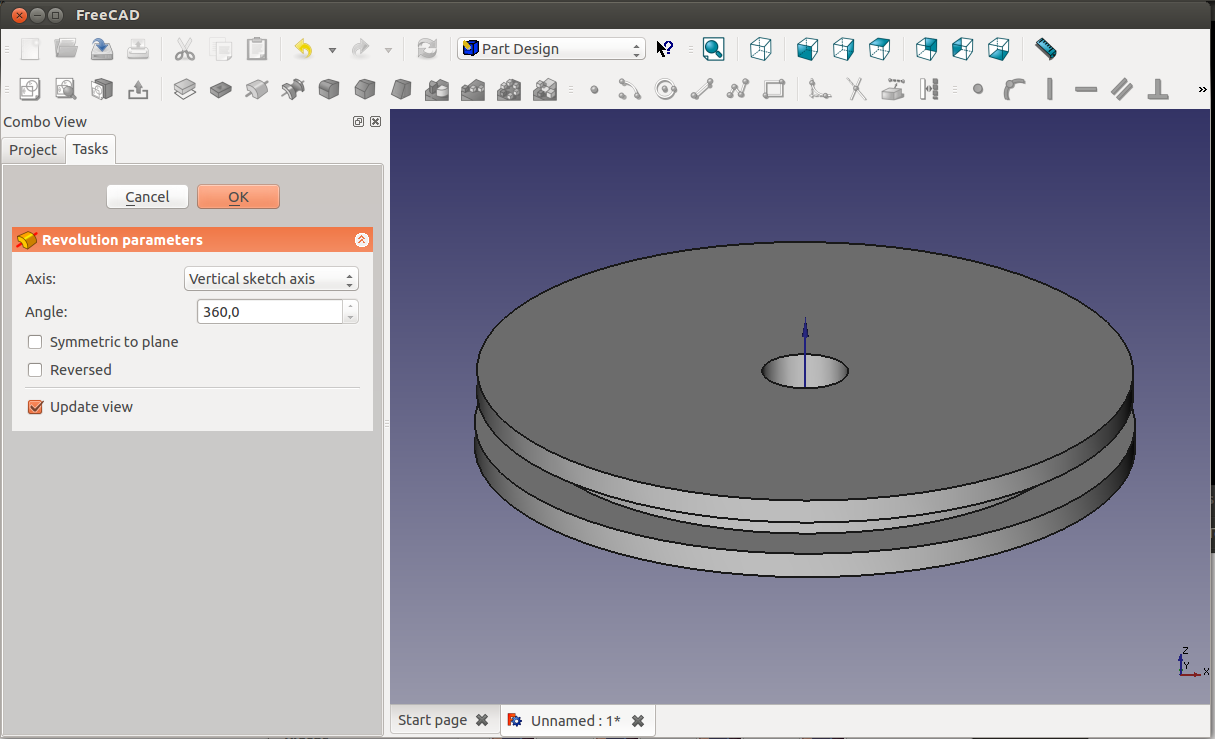 FreeCAD
Part Design
»
Combo View
Project
Tasks
Cancel
OK
Revolution parameters
Axis:
Vertical sketch axis
Angle:
360,0
Symmetric to plane
Reversed
Update view
Z
Y
X
Start page
Unnamed : 1*